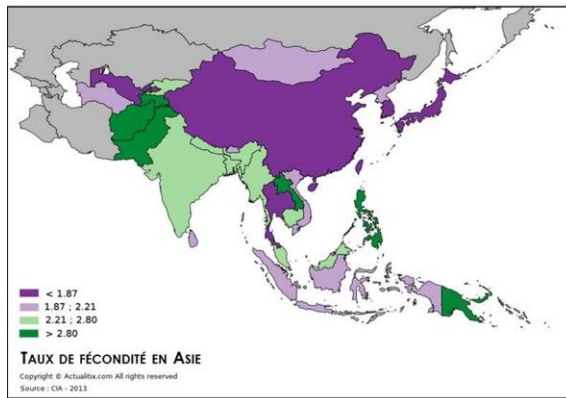 < 1.87
1.87 ; 2.21
2.21 ; 2.80
> 2.80
TAUX DE FÉCONDITÉ EN ASIE
Copyright © Actualitix.com All rights reserved
Source : CIA - 2013